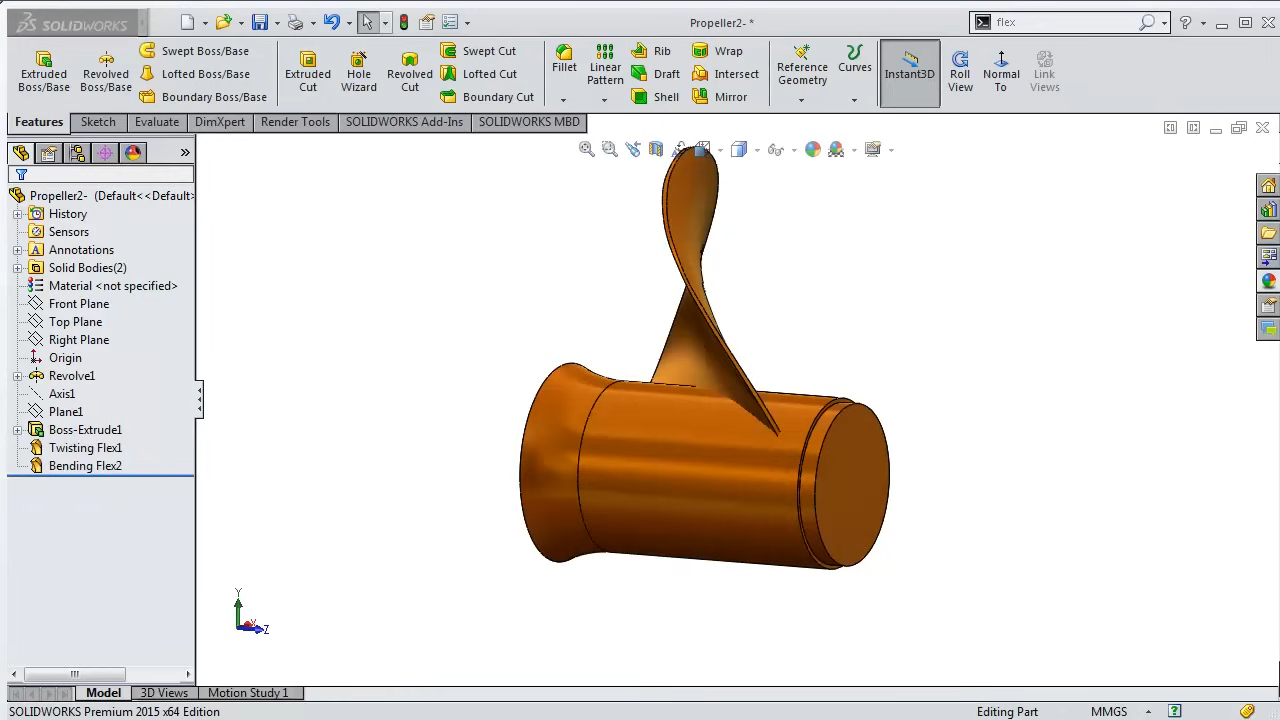 SOLIDWORKS
Propeller2- *
flex
Extruded Boss/Base
Revolved Boss/Base
Swept Boss/Base
Lofted Boss/Base
Boundary Boss/Base
Extruded Cut
Hole Wizard
Revolved Cut
Swept Cut
Lofted Cut
Boundary Cut
Fillet
Linear Pattern
Rib
Draft
Shell
Wrap
Intersect
Mirror
Reference Geometry
Curves
Instant3D
Roll View
Normal To
Link Views
Features
Sketch
Evaluate
DimXpert
Render Tools
SOLIDWORKS Add-Ins
SOLIDWORKS MBD
Propeller2- (Default<<Default>
History
Sensors
Annotations
Solid Bodies(2)
Material <not specified>
Front Plane
Top Plane
Right Plane
Origin
Revolve1
Axis1
Plane1
Boss-Extrude1
Twisting Flex1
Bending Flex2
Y
X
Z
Model
3D Views
Motion Study 1
SOLIDWORKS Premium 2015 x64 Edition
Editing Part
MMGS